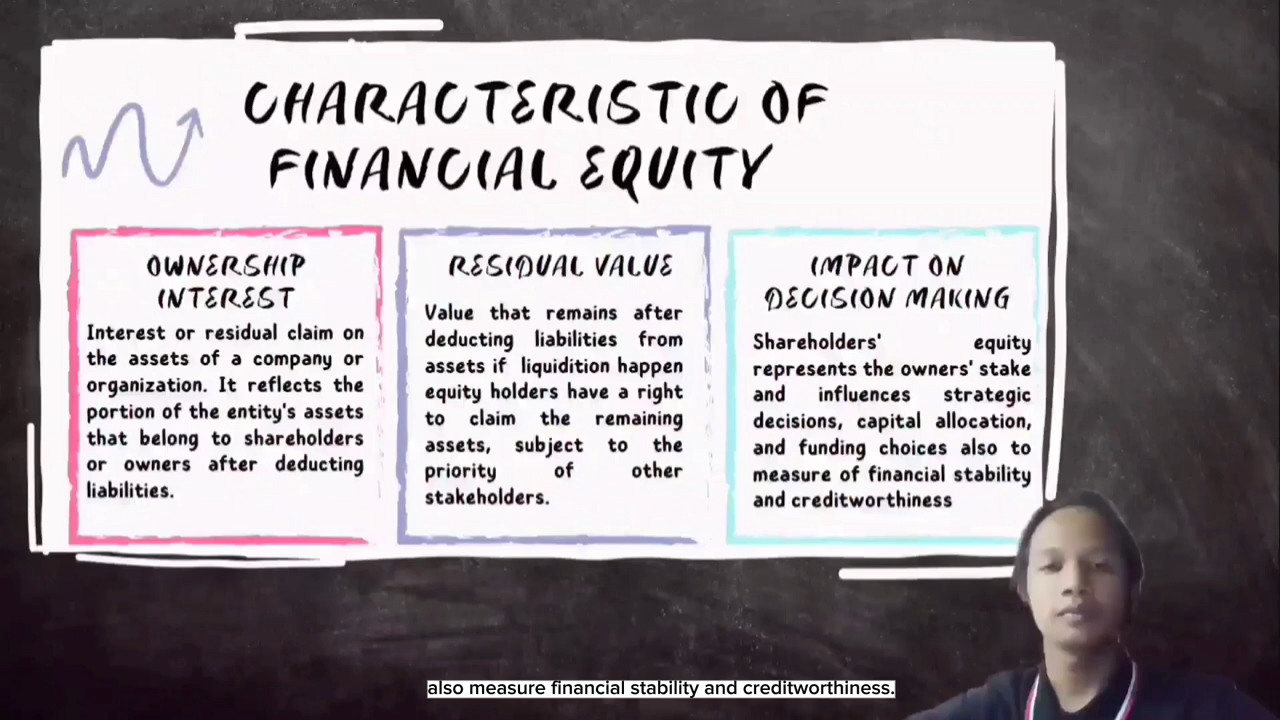 CHARACTERISTIC OF
FINANCIAL EQUITY
OWNERSHIP
INTEREST
Interest or residual claim on
the assets of a company or
organization. It reflects the
portion of the entity's assets
that belong to shareholders
or owners after deducting
liabilities.
RESIDUAL VALUE
Value that remains after
deducting liabilities from
assets if liquidition happen
equity holders have a right
to claim the remaining
assets, subject to the
priority of other
stakeholders.
IMPACT ON
DECISION MAKING
Shareholders' equity
represents the owners' stake
and influences strategic
decisions, capital allocation,
and funding choices also to
measure of financial stability
and creditworthiness
also measure financial stability and creditworthiness.